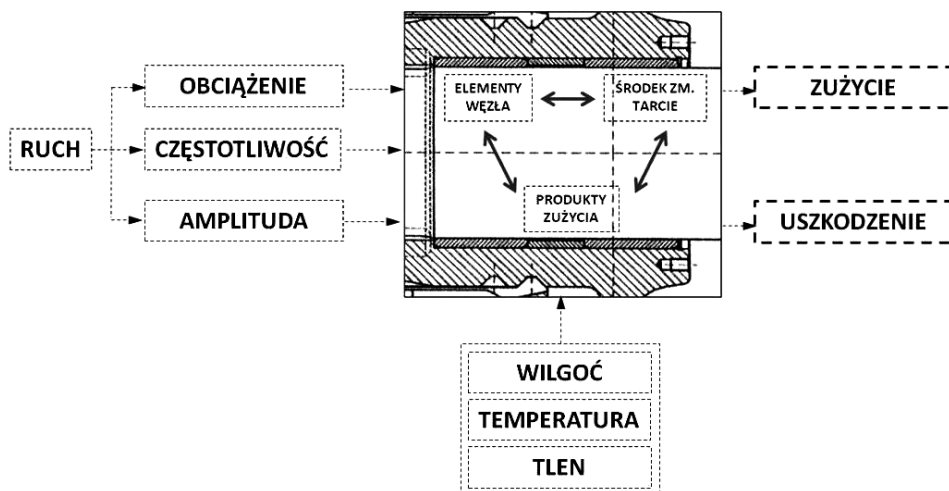 RUCH
OBCIĄŻENIE
CZĘSTOTLIWOŚĆ
AMPLITUDA
ELEMENTY
WĘZŁA
ŚRODEK ZM.
TARCIE
PRODUKTY
ZUŻYCIA
ZUŻYCIE
USZKODZENIE
WILGOĆ
TEMPERATURA
TLEN